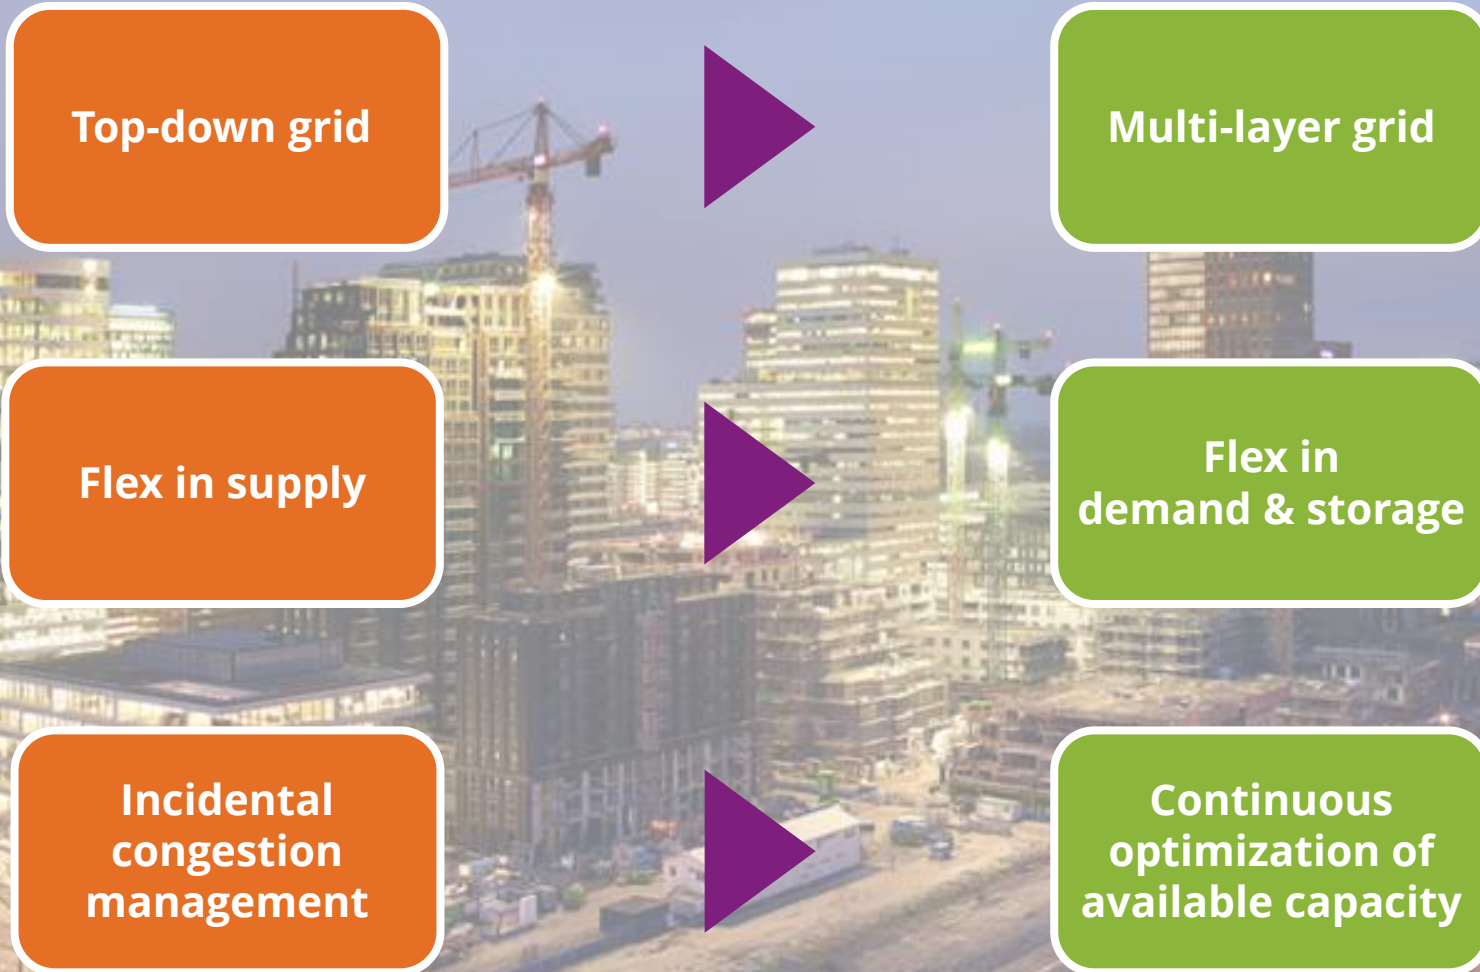 Top-down grid
Multi-layer grid
Flex in supply
Flex in
demand & storage
Incidental
congestion
management
Continuous
optimization of
available capacity